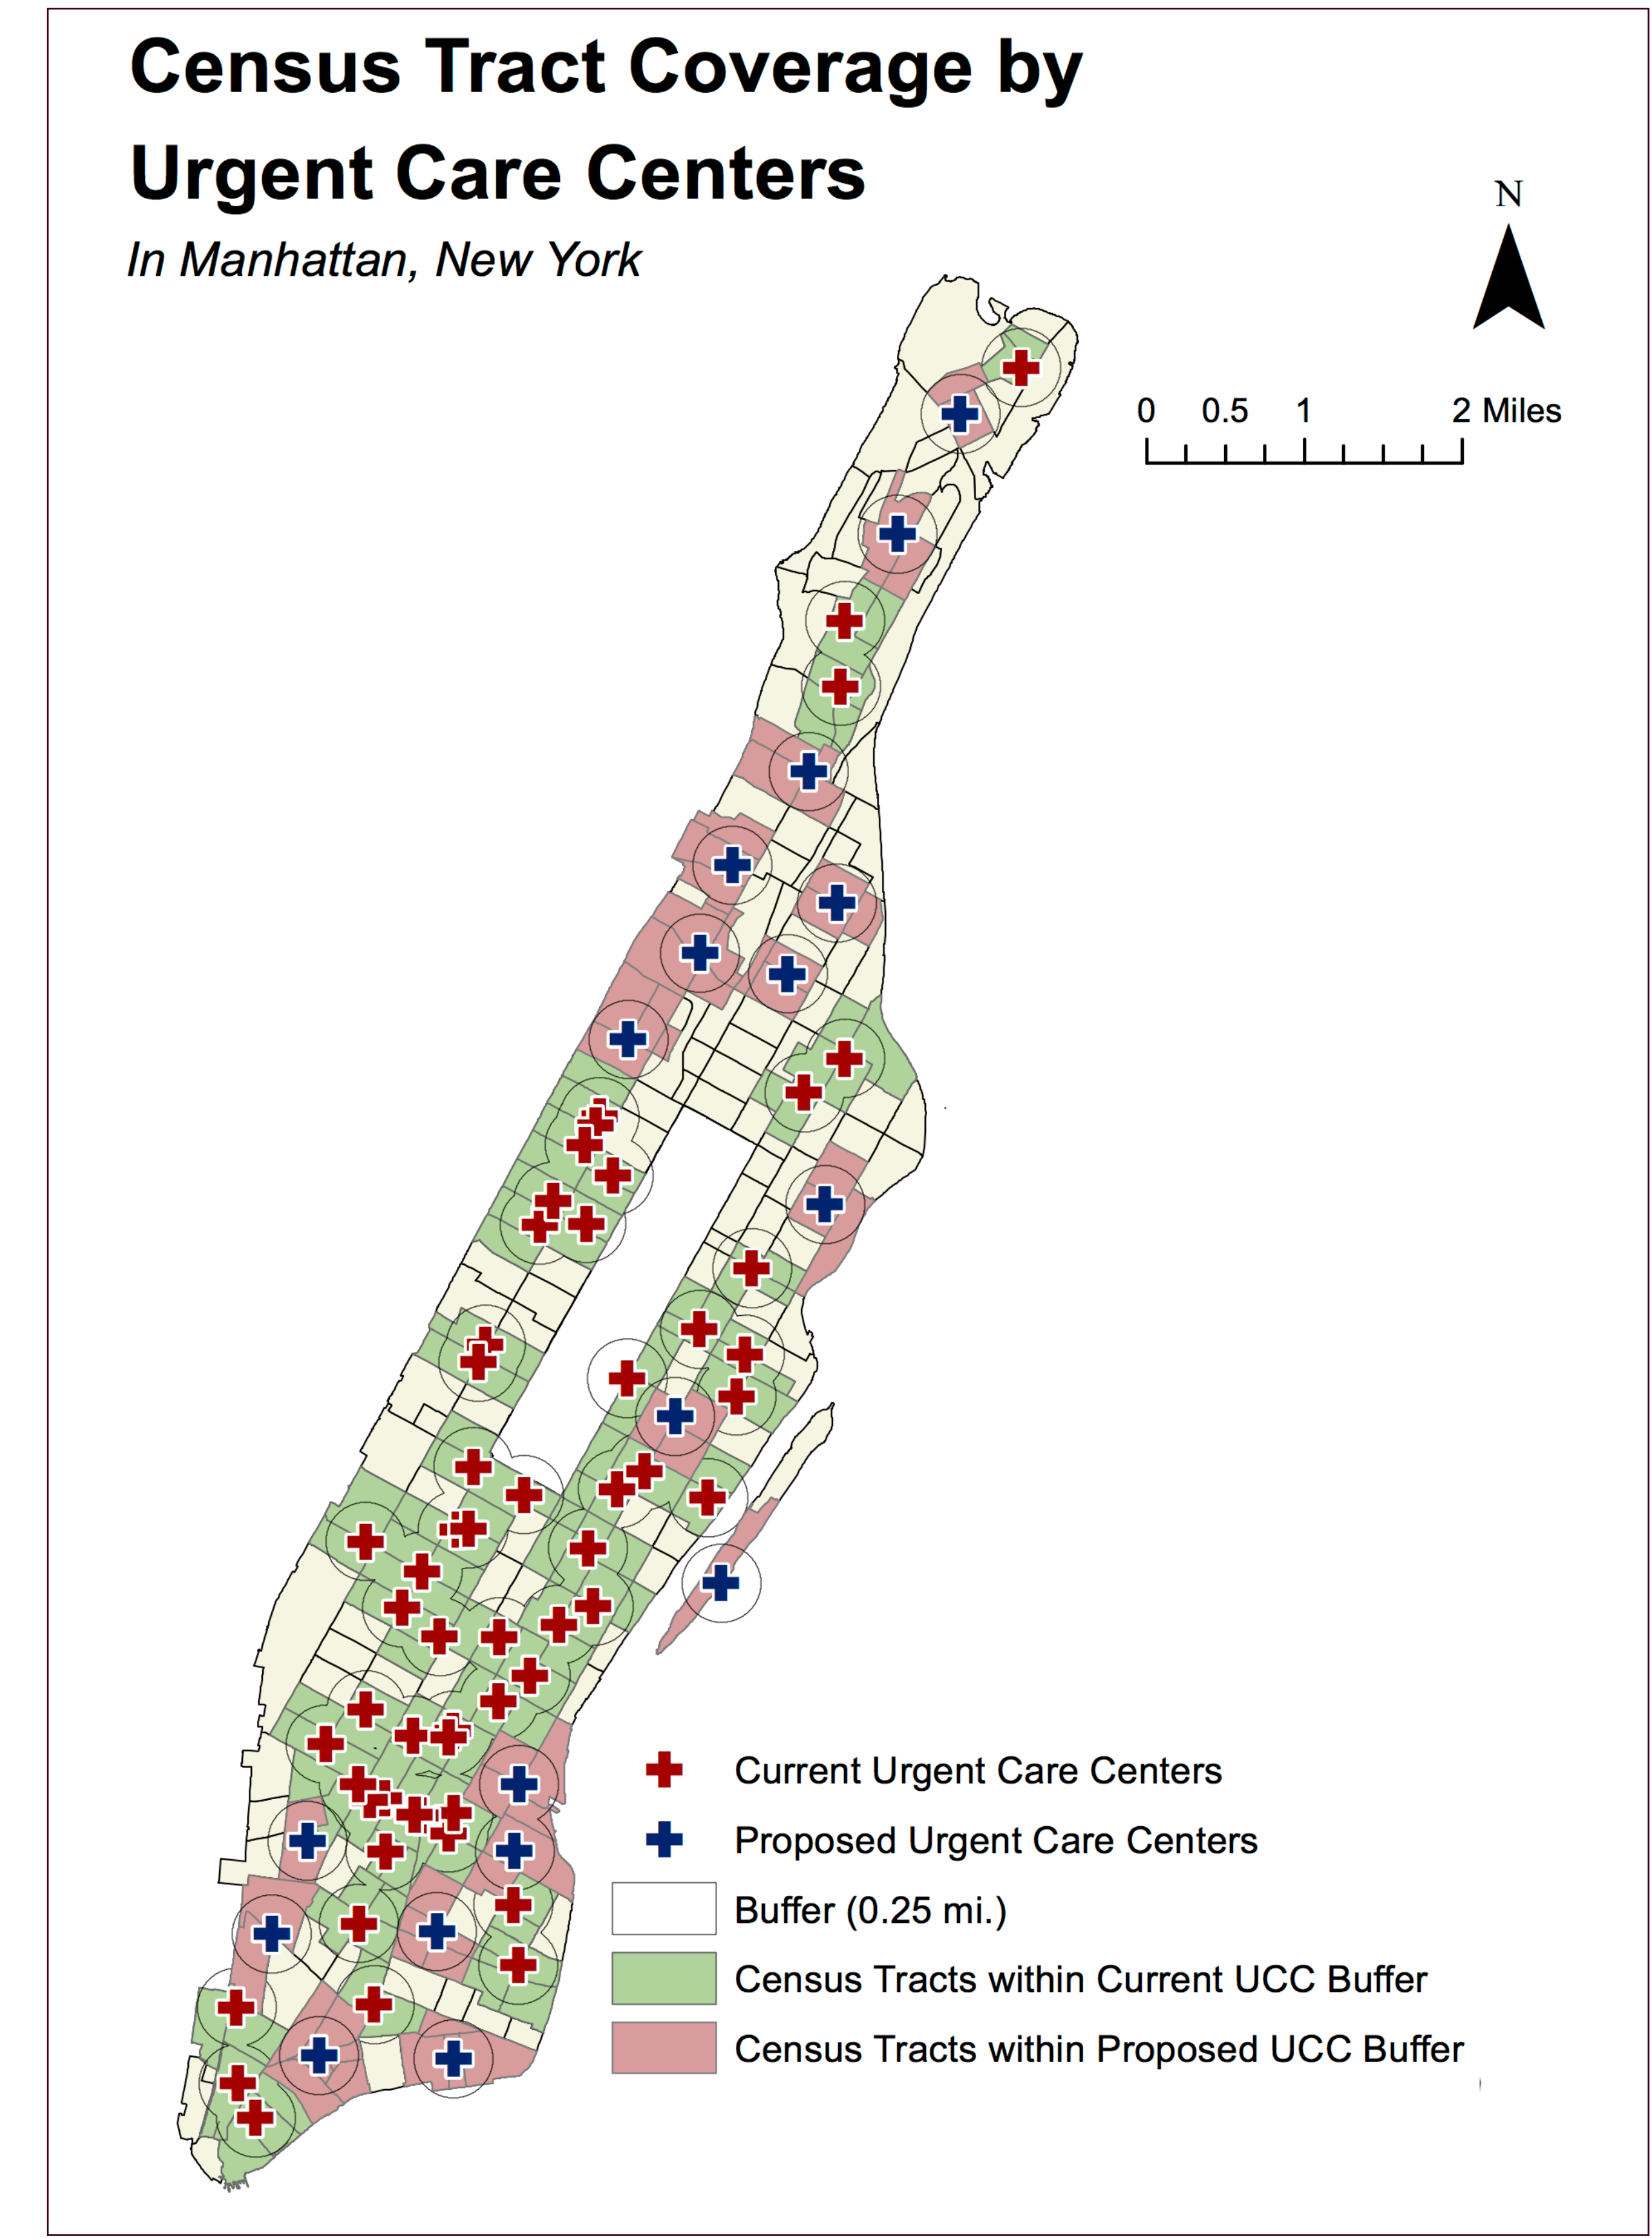 Census Tract Coverage by
Urgent Care Centers
In Manhattan, New York
N
0 0.5 1 2 Miles
Current Urgent Care Centers
Proposed Urgent Care Centers
Buffer (0.25 mi.)
Census Tracts within Current UCC Buffer
Census Tracts within Proposed UCC Buffer